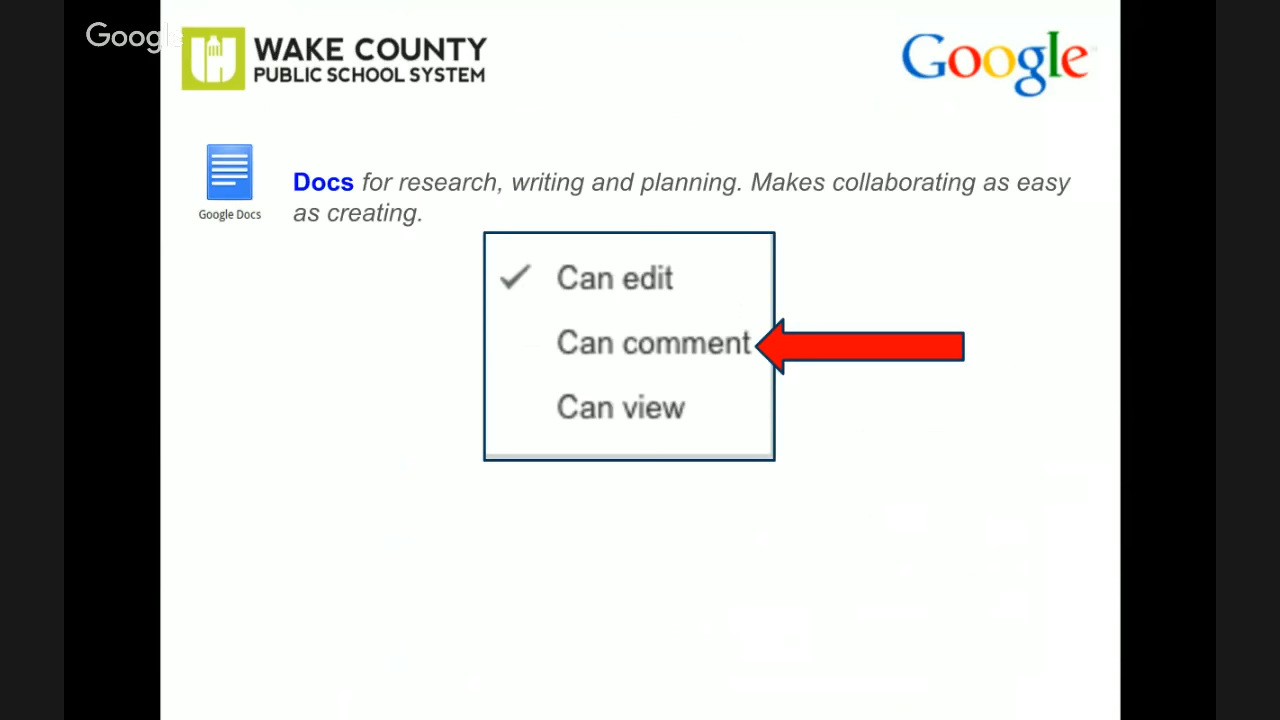 Google
WAKE COUNTY
PUBLIC SCHOOL SYSTEM
Google
Google Docs
Docs for research, writing and planning. Makes collaborating as easy
as creating.
Can edit
Can comment
Can view